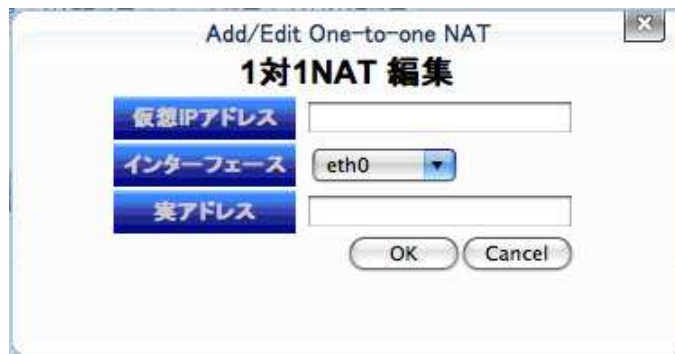 Add/Edit One-to-one NAT
1対1NAT 編集
仮想IPアドレス
インターフェース eth0
実アドレス
OK Cancel